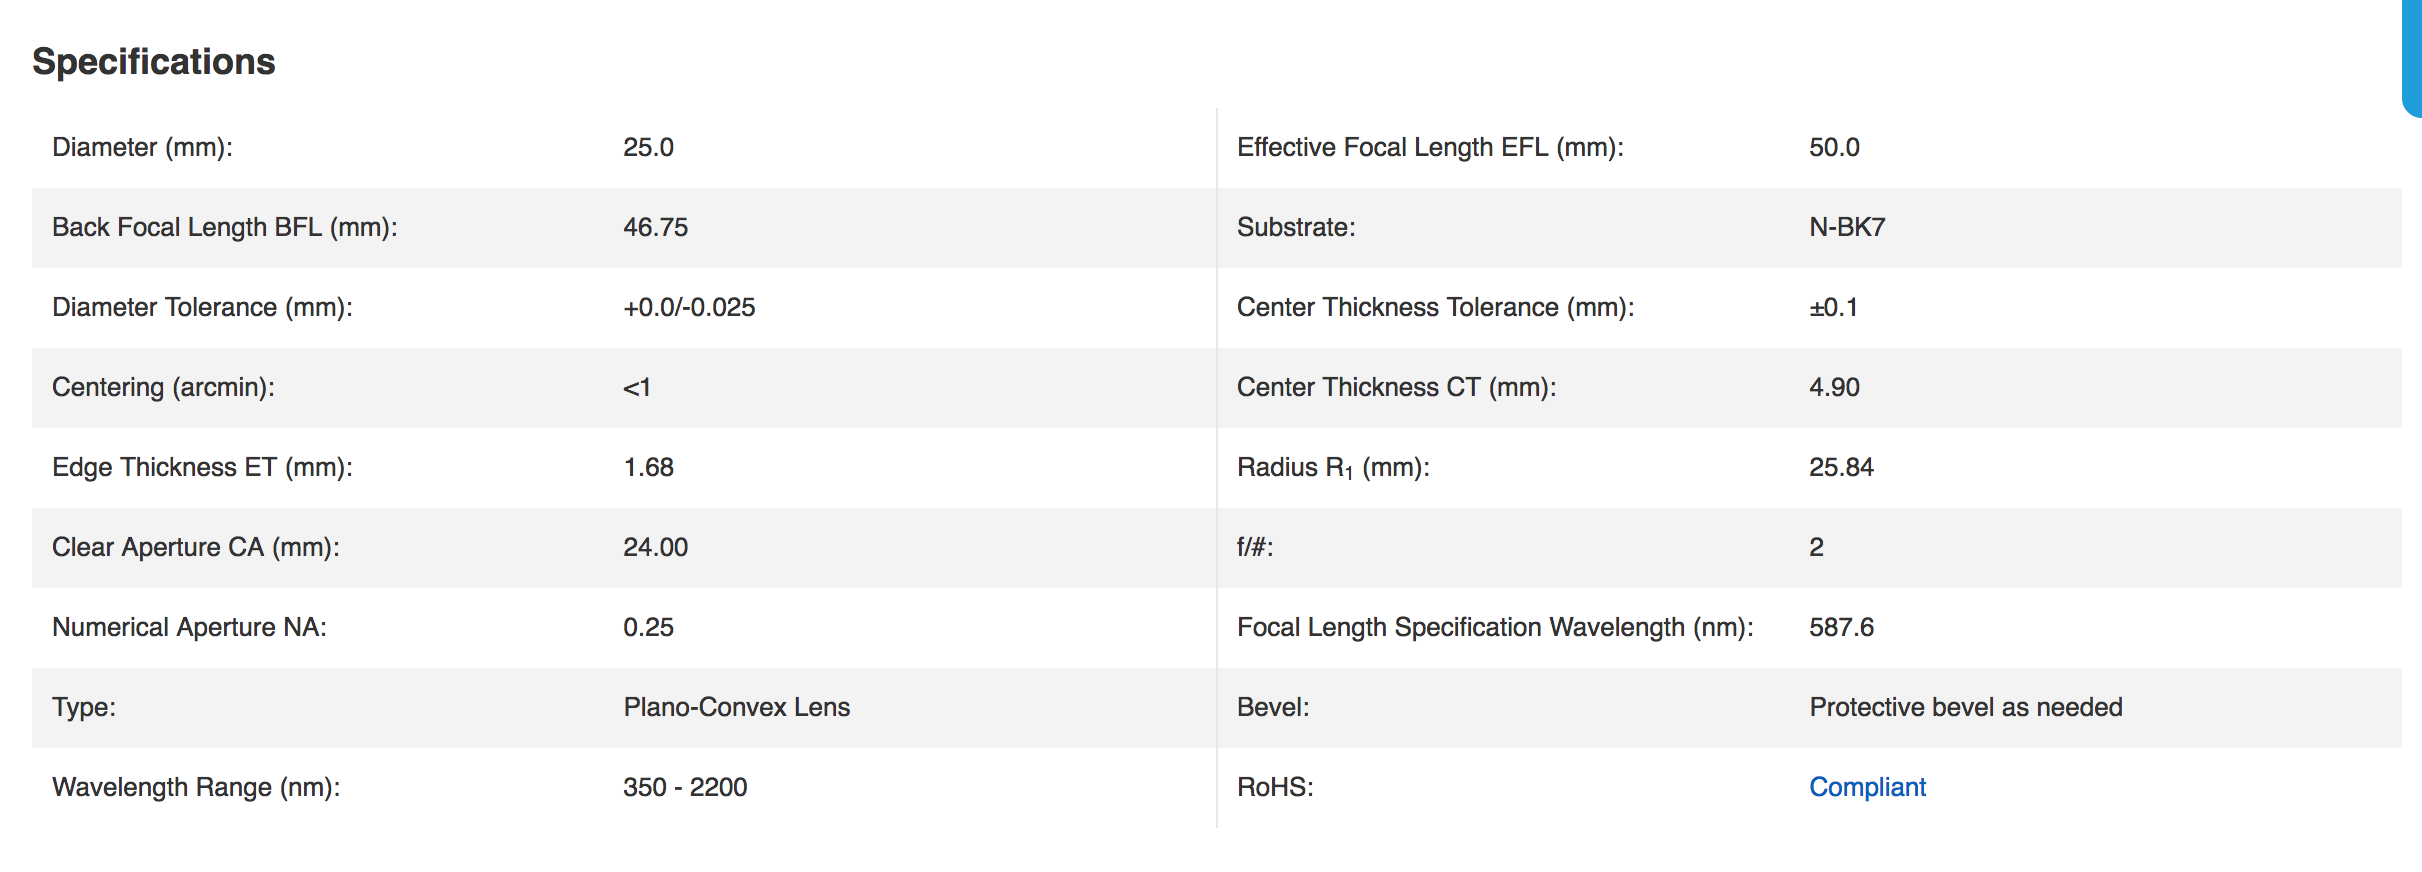 Specifications
Diameter (mm): 25.0 Effective Focal Length EFL (mm): 50.0
Back Focal Length BFL (mm): 46.75 Substrate: N-BK7
Diameter Tolerance (mm): +0.0/-0.025 Center Thickness Tolerance (mm): ±0.1
Centering (arcmin): <1 Center Thickness CT (mm): 4.90
Edge Thickness ET (mm): 1.68 Radius R₁ (mm): 25.84
Clear Aperture CA (mm): 24.00 f/#: 2
Numerical Aperture NA: 0.25 Focal Length Specification Wavelength (nm): 587.6
Type: Plano-Convex Lens Bevel: Protective bevel as needed
Wavelength Range (nm): 350 - 2200 RoHS: Compliant